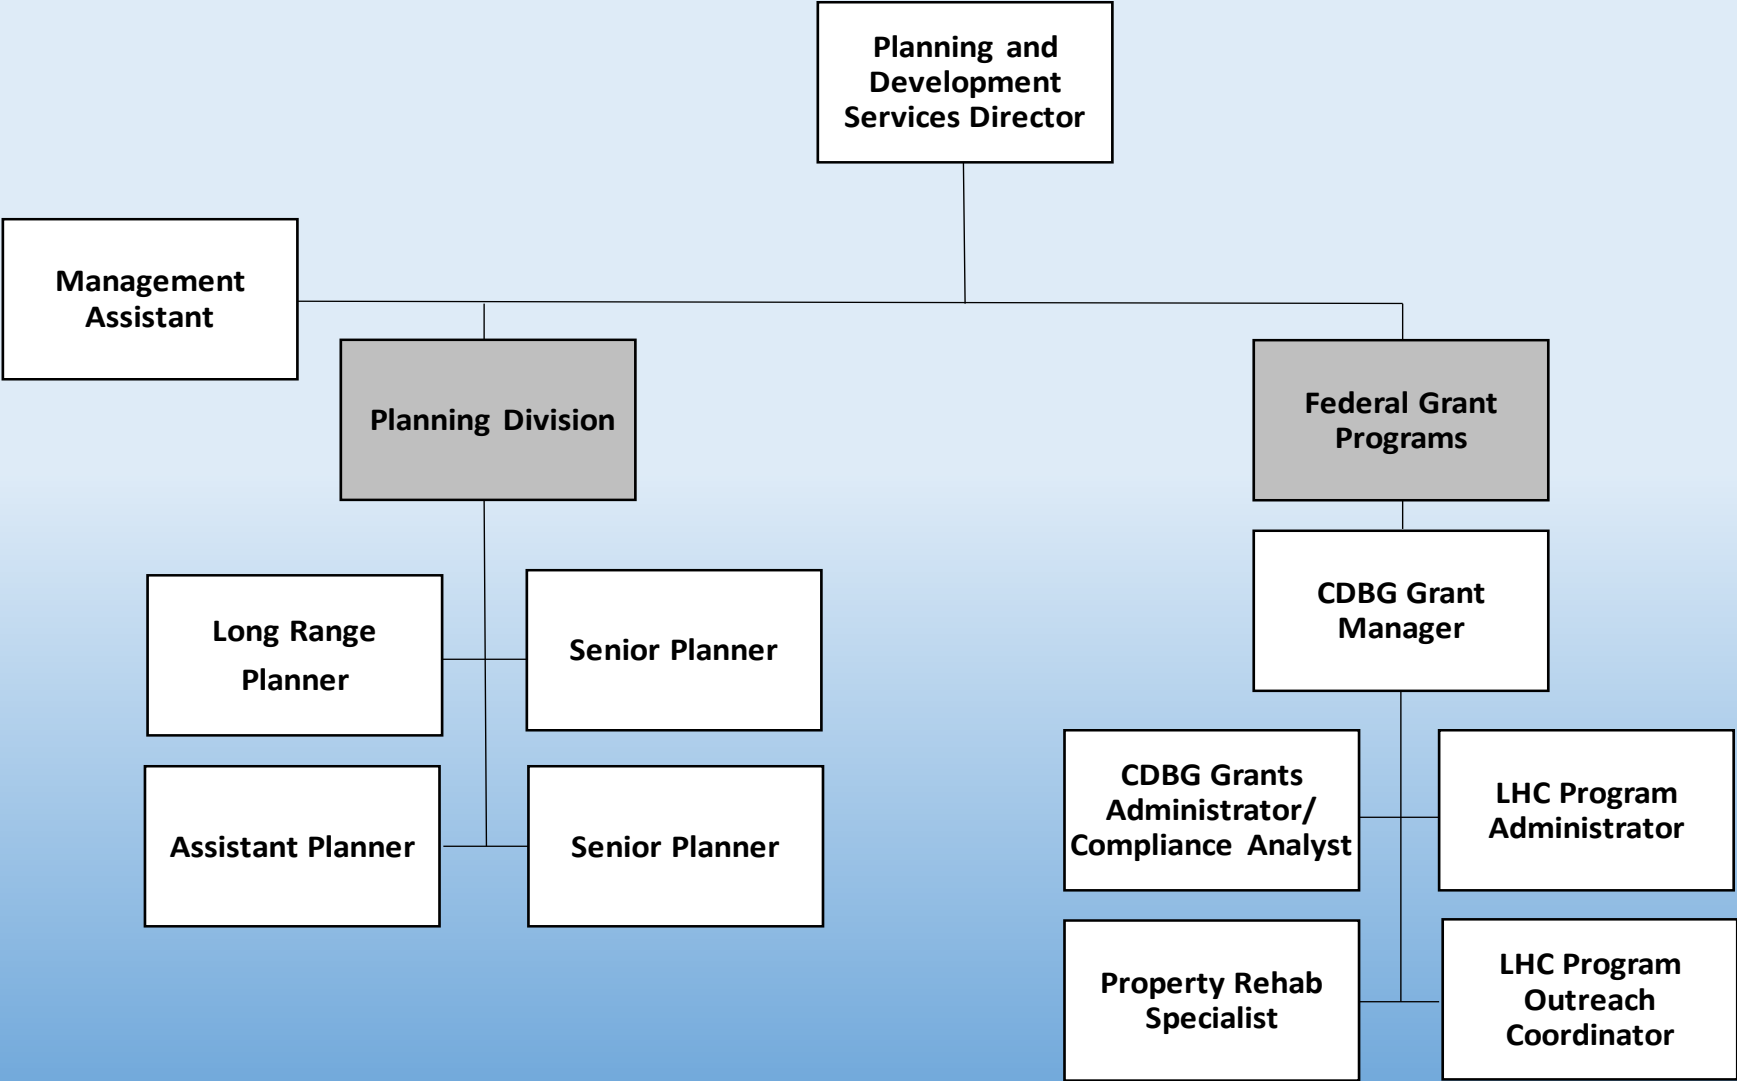 Planning and
Development
Services Director
Management
Assistant
Planning Division
Federal Grant
Programs
Long Range
Planner
Senior Planner
CDBG Grant
Manager
Assistant Planner
Senior Planner
CDBG Grants
Administrator/
Compliance Analyst
LHC Program
Administrator
Property Rehab
Specialist
LHC Program
Outreach
Coordinator